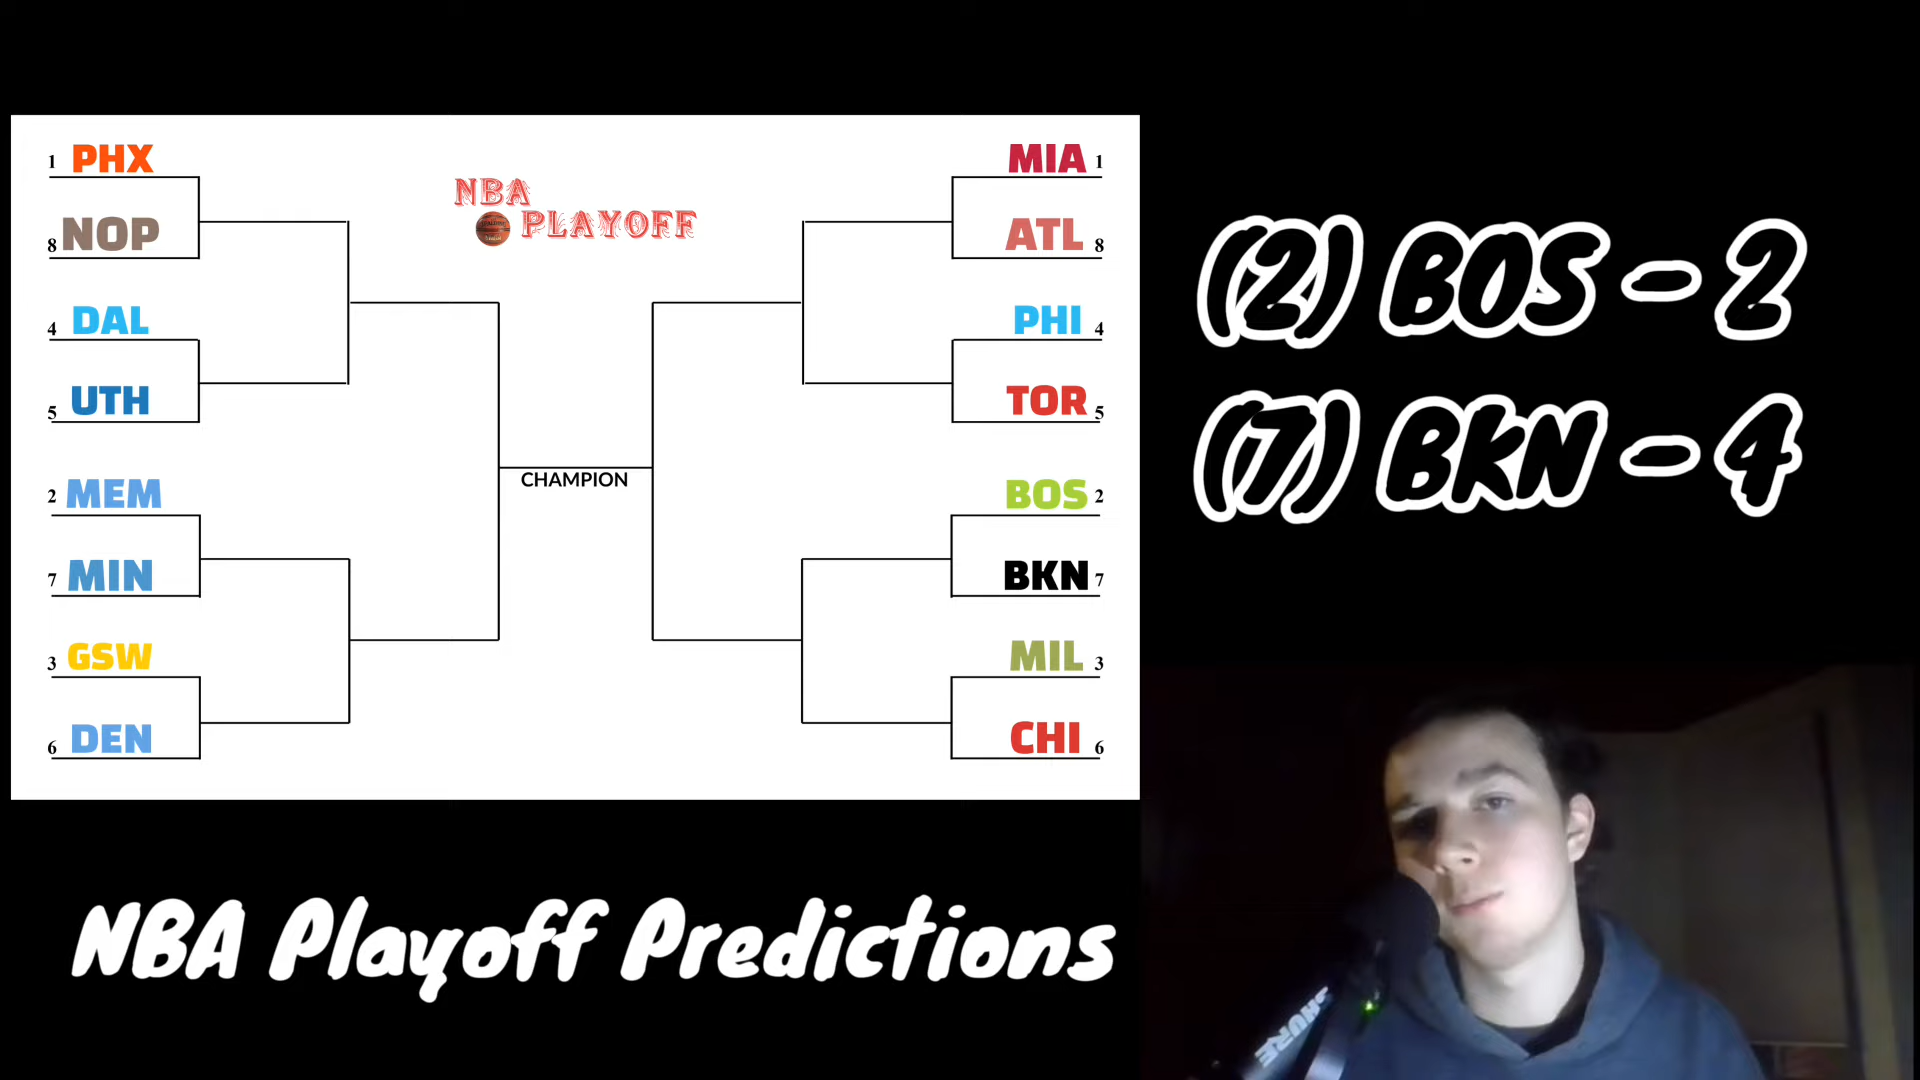 1 PHX
8 NOP
4 DAL
5 UTH
2 MEM
7 MIN
3 GSW
6 DEN
NBA
PLAYOFF
CHAMPION
MIA 1
ATL 8
PHI 4
TOR 5
BOS 2
BKN 7
MIL 3
CHI 6
(2) BOS - 2
(7) BKN - 4
NBA Playoff Predictions
SHURE